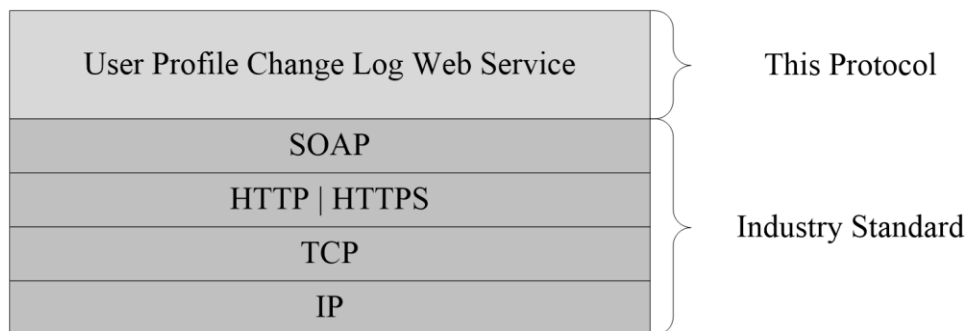 User Profile Change Log Web Service
This Protocol
SOAP
HTTP | HTTPS
TCP
IP
Industry Standard